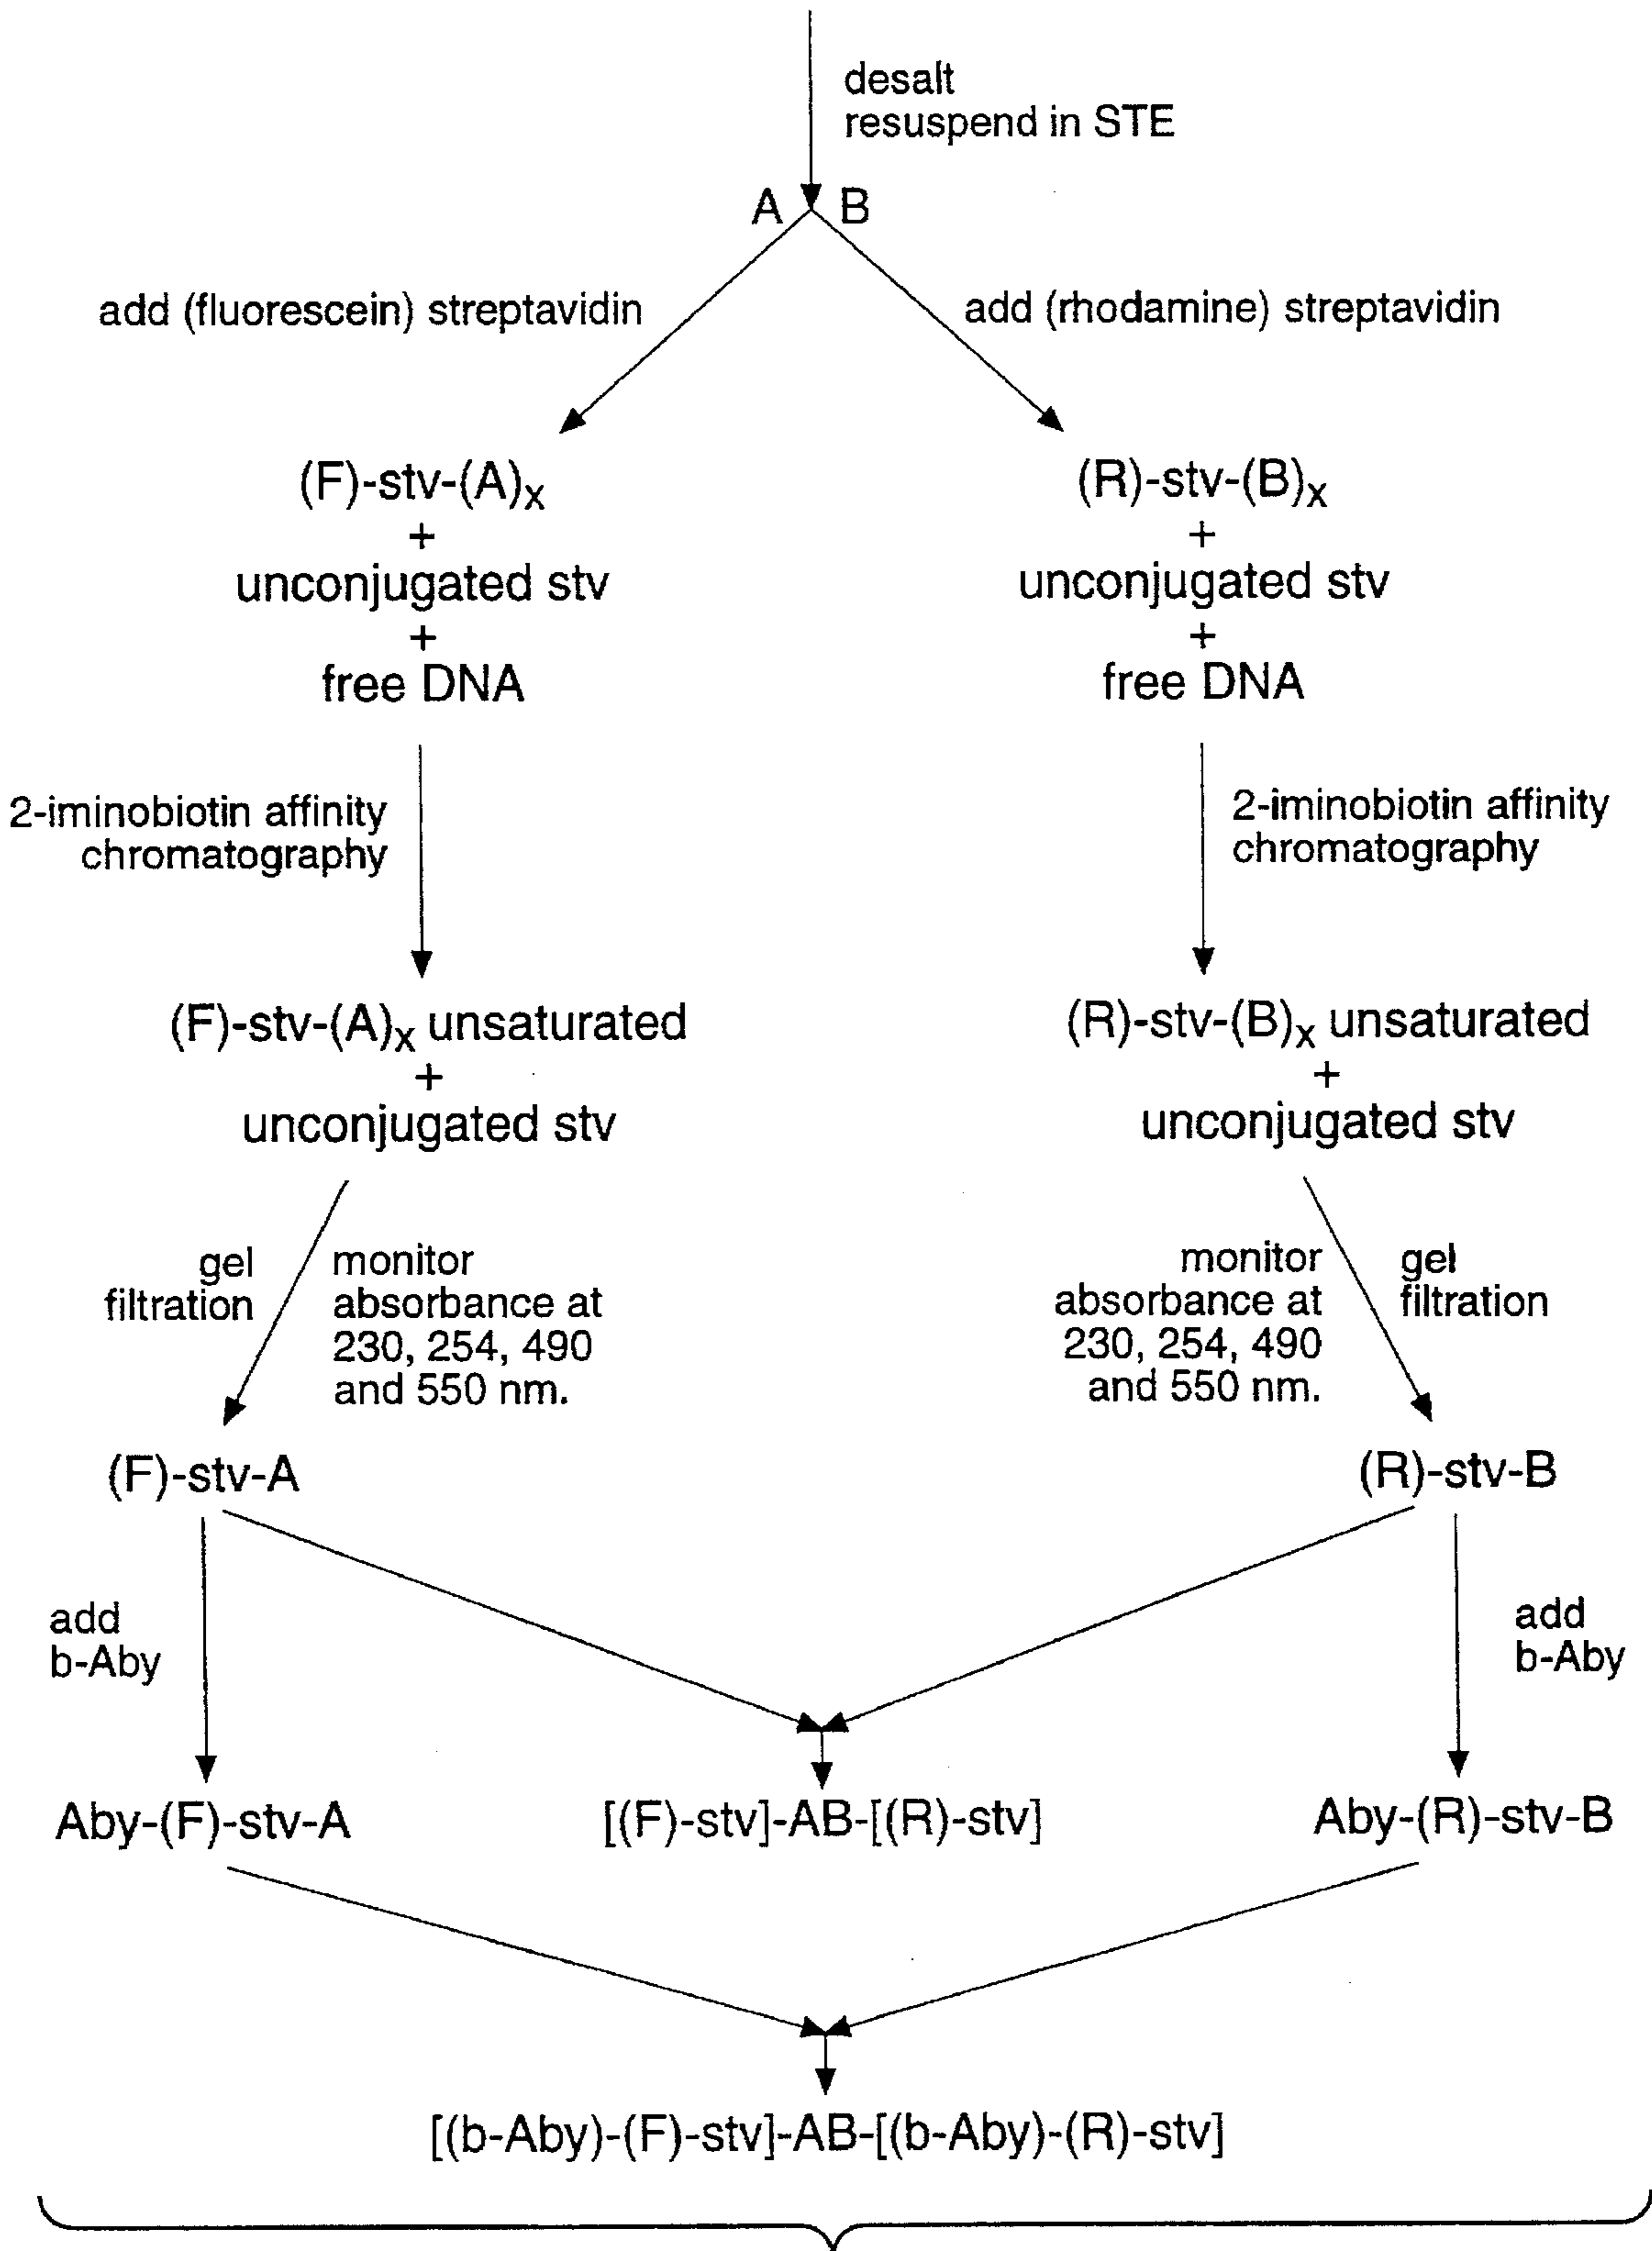 desalt
resuspend in STE
A B
add (fluorescein) streptavidin
add (rhodamine) streptavidin
(F)-stv-(A)x
+
unconjugated stv
+
free DNA
(R)-stv-(B)x
+
unconjugated stv
+
free DNA
2-iminobiotin affinity
chromatography
2-iminobiotin affinity
chromatography
(F)-stv-(A)x unsaturated
+
unconjugated stv
(R)-stv-(B)x unsaturated
+
unconjugated stv
gel
filtration
monitor
absorbance at
230, 254, 490
and 550 nm.
monitor
absorbance at
230, 254, 490
and 550 nm.
gel
filtration
(F)-stv-A
(R)-stv-B
add
b-Aby
add
b-Aby
Aby-(F)-stv-A
[(F)-stv]-AB-[(R)-stv]
Aby-(R)-stv-B
[(b-Aby)-(F)-stv]-AB-[(b-Aby)-(R)-stv]